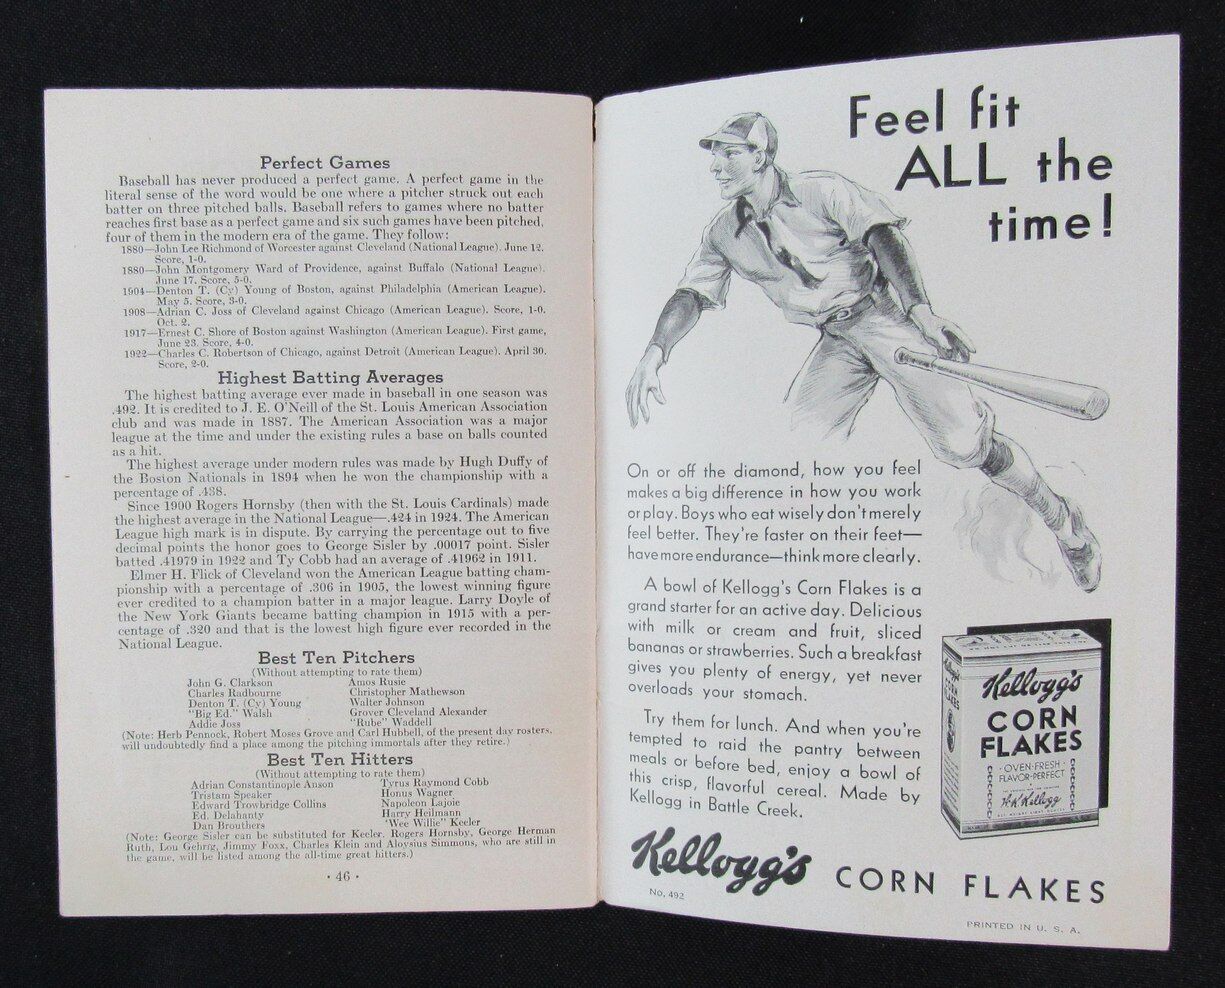 Perfect Games
Baseball has never produced a perfect game. A perfect game in the
literal sense of the word would be one where a pitcher struck out each
batter on three pitched balls. Baseball refers to games where no batter
reaches first base as a perfect game and six such games have been pitched,
four of them in the modern era of the game. They follow:
1880—John Lee Richmond of Worcester against Cleveland (National League). June 12.
Score, 1-0.
1880—John Montgomery Ward of Providence, against Buffalo (National League).
June 17. Score, 5-0.
1904—Denton T. (Cy) Young of Boston, against Philadelphia (American League).
May 5. Score, 3-0.
1908—Adrian C. Joss of Cleveland against Chicago (American League). Score, 1-0.
Oct. 2.
1917—Ernest C. Shore of Boston against Washington (American League). First game,
June 23. Score, 4-0.
1922—Charles C. Robertson of Chicago, against Detroit (American League). April 30.
Score, 2-0.
Highest Batting Averages
The highest batting average ever made in baseball in one season was
.492. It is credited to J. E. O'Neill of the St. Louis American Association
club and was made in 1887. The American Association was a major
league at the time and under the existing rules a base on balls counted
as a hit.
The highest average under modern rules was made by Hugh Duffy of
the Boston Nationals in 1894 when he won the championship with a
percentage of .438.
Since 1900 Rogers Hornsby (then with the St. Louis Cardinals) made
the highest average in the National League—.424 in 1924. The American
League high mark is in dispute. By carrying the percentage out to five
decimal points the honor goes to George Sisler by .00017 point. Sisler
batted .41979 in 1922 and Ty Cobb had an average of .41962 in 1911.
Elmer H. Flick of Cleveland won the American League batting cham-
pionship with a percentage of .306 in 1905, the lowest winning figure
ever credited to a champion batter in a major league. Larry Doyle of
the New York Giants became batting champion in 1915 with a per-
centage of .320 and that is the lowest high figure ever recorded in the
National League.
Best Ten Pitchers
(Without attempting to rate them)
John G. Clarkson Amos Rusie
Charles Radbourne Christopher Mathewson
Denton T. (Cy) Young Walter Johnson
"Big Ed." Walsh Grover Cleveland Alexander
Addie Joss "Rube" Waddell
(Note: Herb Pennock, Robert Moses Grove and Carl Hubbell, of the present day rosters,
will undoubtedly find a place among the pitching immortals after they retire.)
Best Ten Hitters
(Without attempting to rate them)
Adrian Constantinople Anson Tyrus Raymond Cobb
Tristam Speaker Honus Wagner
Edward Trowbridge Collins Napoleon Lajoie
Ed. Delahanty Harry Heilmann
Dan Brouthers "Wee Willie" Keeler
(Note: George Sisler can be substituted for Keeler. Rogers Hornsby, George Herman
Ruth, Lou Gehrig, Jimmy Foxx, Charles Klein and Aloysius Simmons, who are still in
the game, will be listed among the all-time great hitters.)
· 46 ·
Feel fit
ALL the
time!
On or off the diamond, how you feel
makes a big difference in how you work
or play. Boys who eat wisely don't merely
feel better. They're faster on their feet—
have more endurance—think more clearly.
A bowl of Kellogg's Corn Flakes is a
grand starter for an active day. Delicious
with milk or cream and fruit, sliced
bananas or strawberries. Such a breakfast
gives you plenty of energy, yet never
overloads your stomach.
Try them for lunch. And when you're
tempted to raid the pantry between
meals or before bed, enjoy a bowl of
this crisp, flavorful cereal. Made by
Kellogg in Battle Creek.
Kellogg's
CORN
FLAKES
OVEN-FRESH
FLAVOR-PERFECT
W.K.Kellogg
Kellogg's CORN FLAKES
No. 492
PRINTED IN U. S. A.